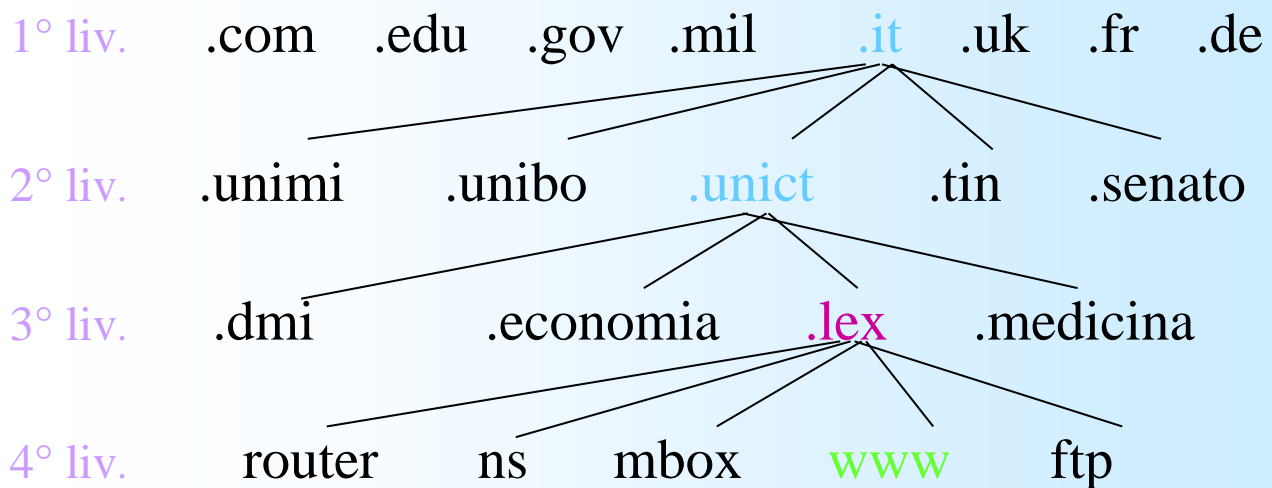 1° liv. .com .edu .gov .mil .it .uk .fr .de
2° liv. .unimi .unibo .unict .tin .senato
3° liv. .dmi .economia .lex .medicina
4° liv. router ns mbox www ftp